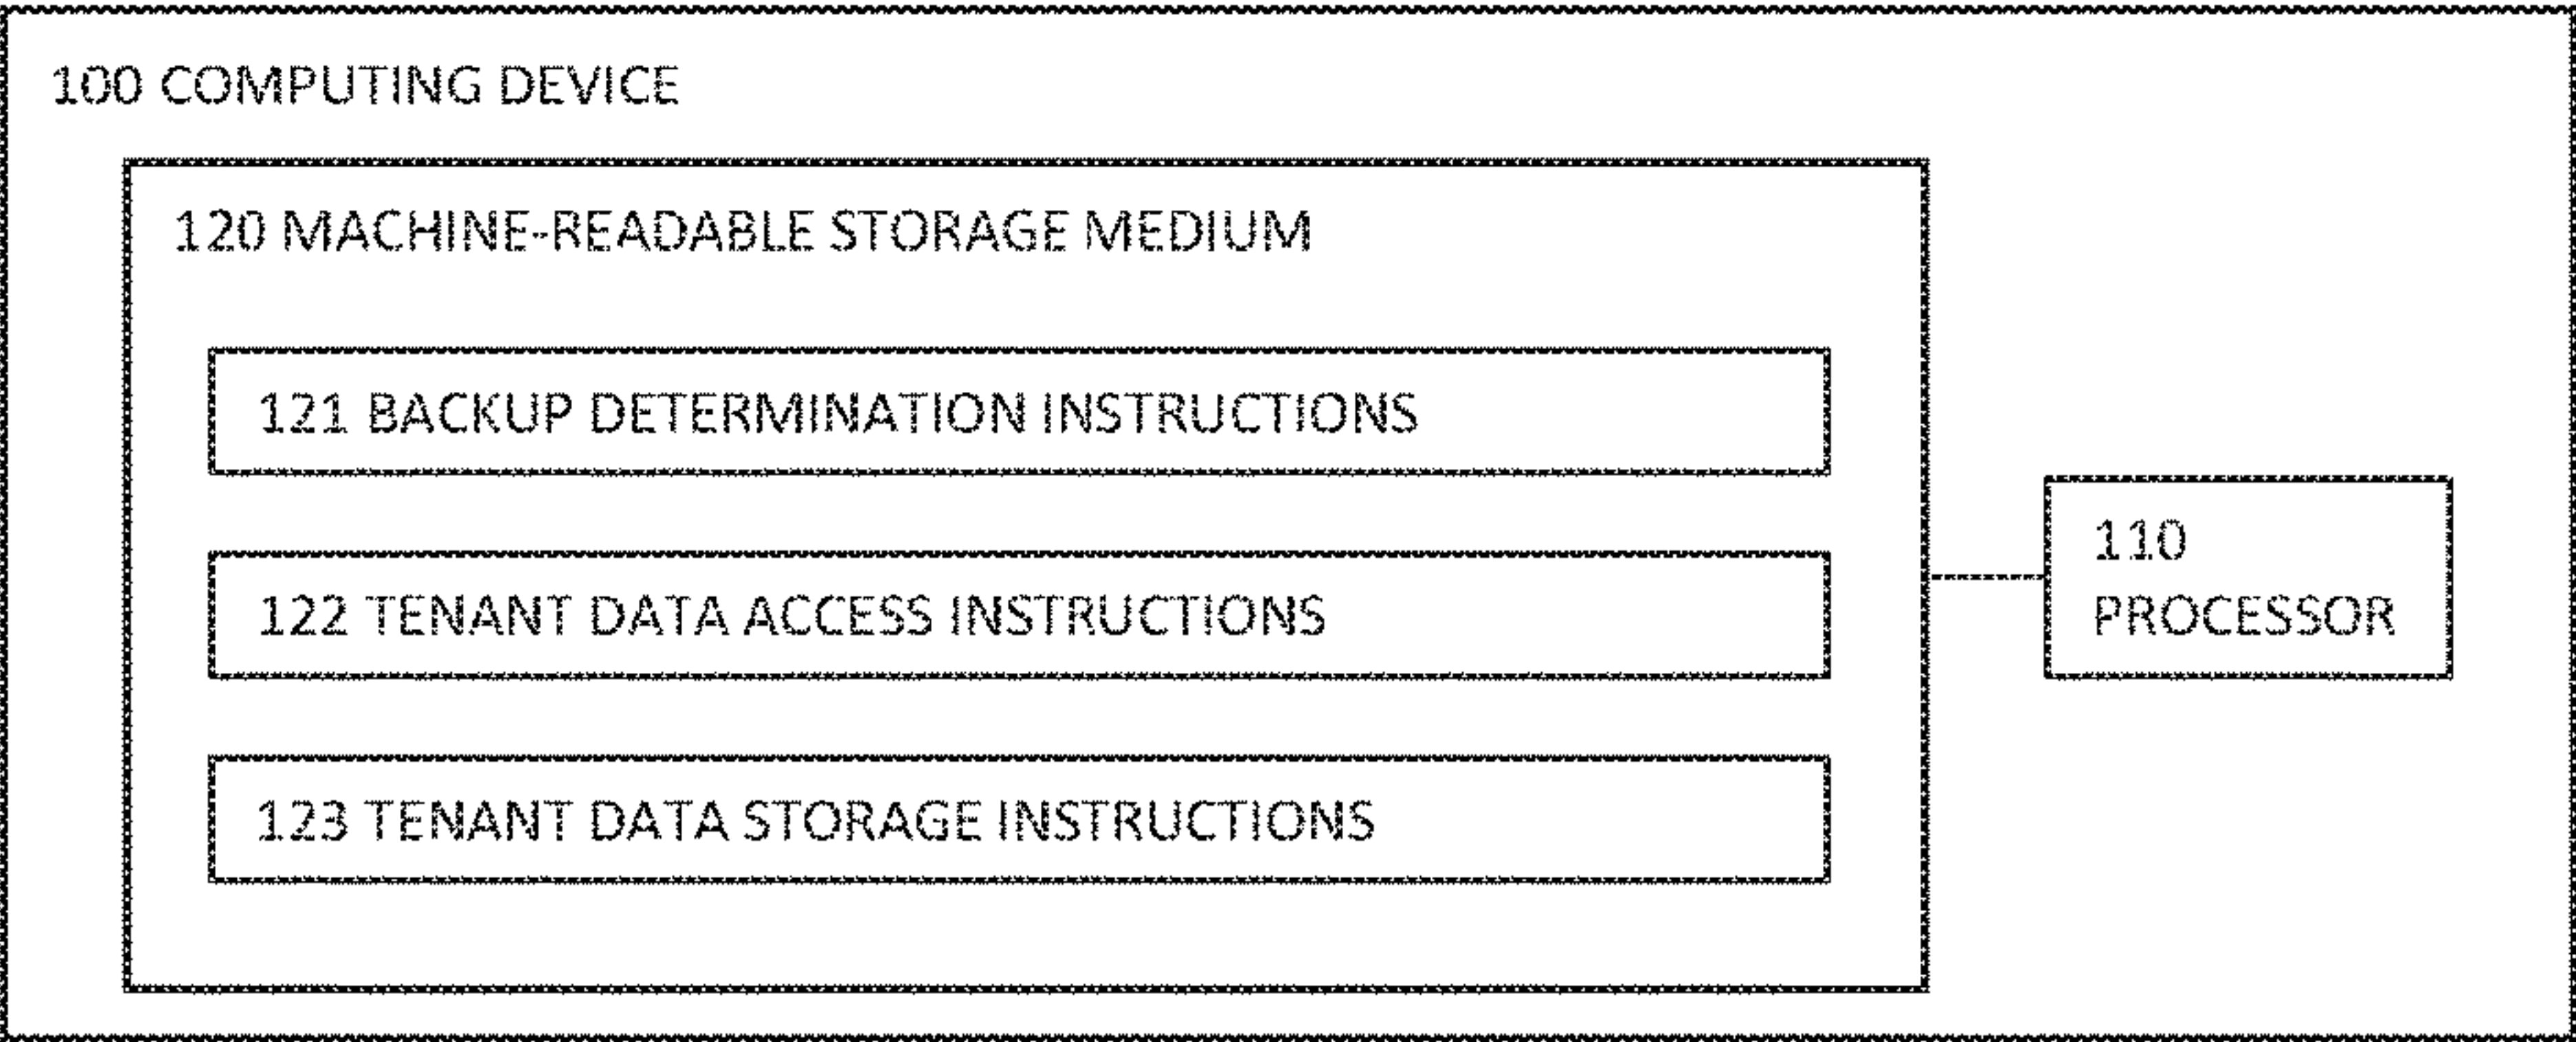 100 COMPUTING DEVICE
120 MACHINE-READABLE STORAGE MEDIUM
121 BACKUP DETERMINATION INSTRUCTIONS
122 TENANT DATA ACCESS INSTRUCTIONS
123 TENANT DATA STORAGE INSTRUCTIONS
110
PROCESSOR